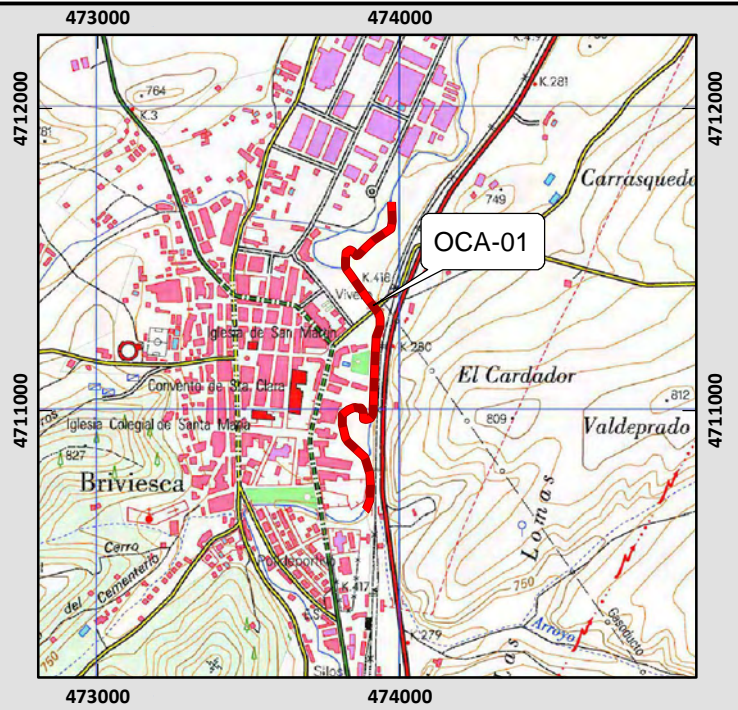 473000
474000
4712000
4712000
4711000
4711000
764
K.3
K.281
Carrasquedo
749
OCA-01
K.418
Iglesia de San Martín
K 280
El Cardador
Convento de Sta. Clara
812
809
Valdeprado
Iglesia Colegial de Santa María
827
Briviesca
Lomas
Cerro
del Cementerio
Polideportivo
750
K.417
279
Arroyo
Gasoducto
750
Silos
473000
474000